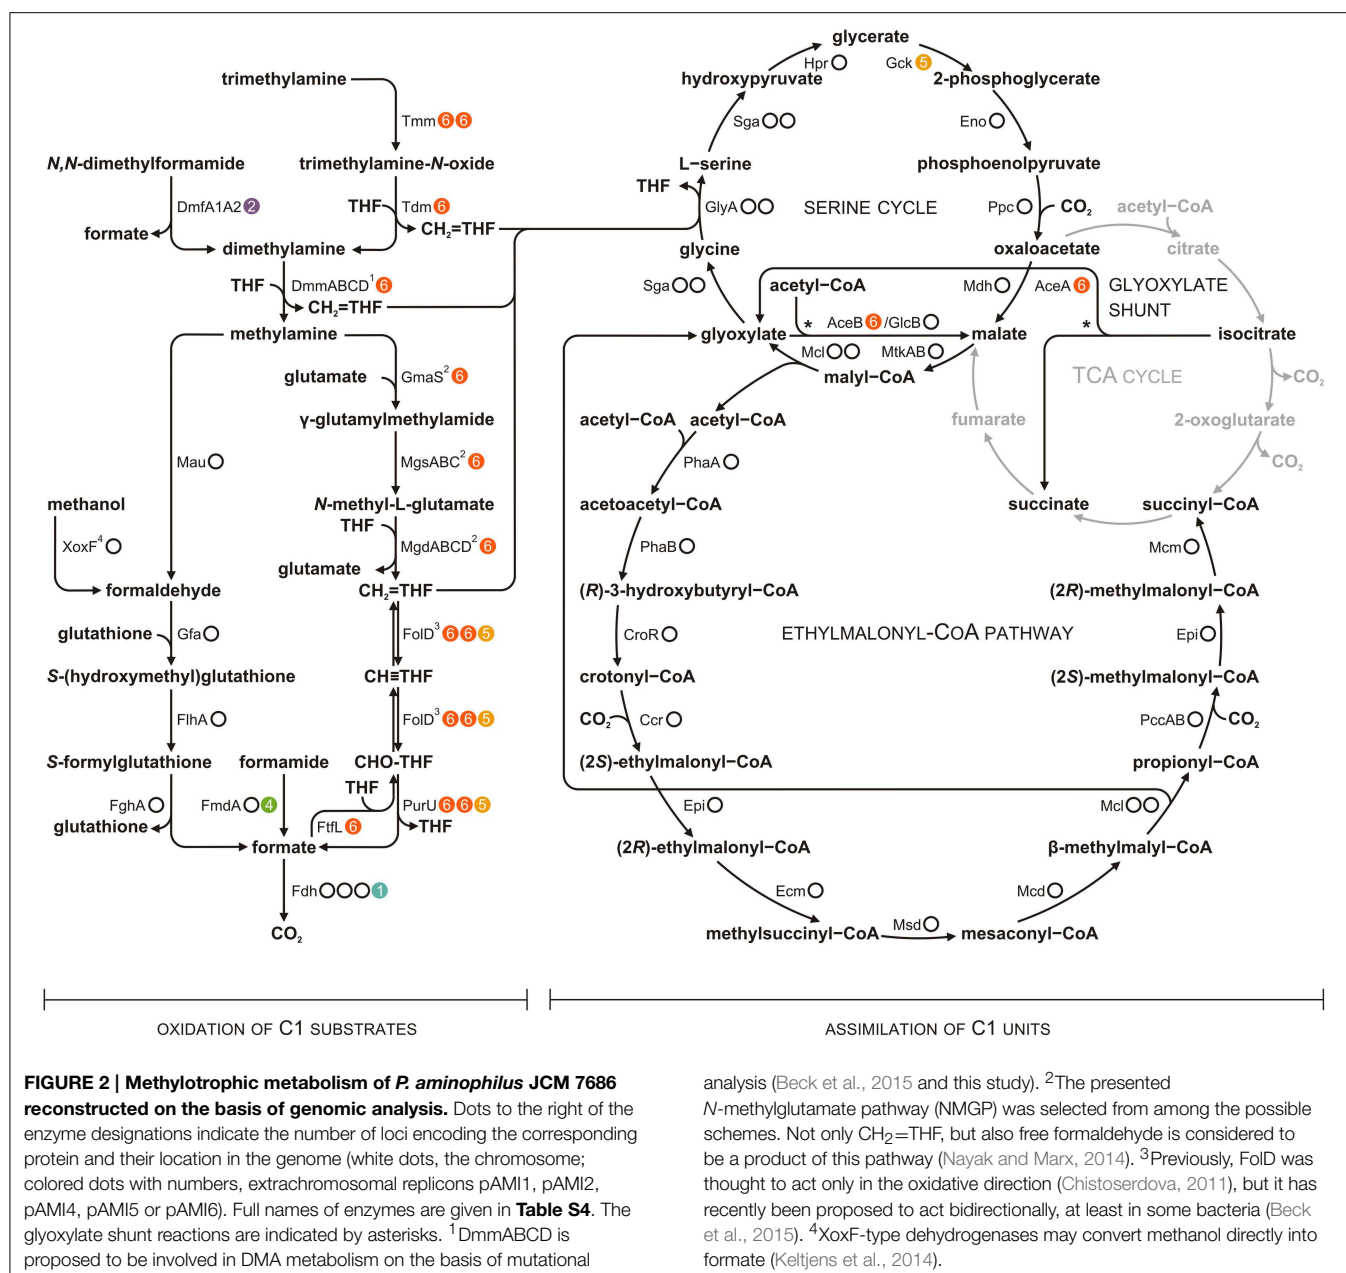 trimethylamine
Tmm 6 6
N,N-dimethylformamide
trimethylamine-N-oxide
DmfA1A2 2
THF
Tdm 6
formate
CH2=THF
dimethylamine
THF
DmmABCD1 6
CH2=THF
methylamine
glutamate
GmaS2 6
γ-glutamylmethylamide
Mau
MgsABC2 6
methanol
N-methyl-L-glutamate
THF
XoxF4
MgdABCD2 6
glutamate
formaldehyde
CH2=THF
glutathione
Gfa
FolD3 6 6 5
S-(hydroxymethyl)glutathione
CH≡THF
FlhA
FolD3 6 6 5
S-formylglutathione
formamide
CHO-THF
THF
FghA
FmdA 4
PurU 6 6 5
glutathione
FtfL 6
THF
formate
Fdh 1
CO2
OXIDATION OF C1 SUBSTRATES
glycerate
Hpr
Gck 5
hydroxypyruvate
2-phosphoglycerate
Sga
Eno
L-serine
phosphoenolpyruvate
THF
GlyA
SERINE CYCLE
Ppc
CO2
acetyl-CoA
glycine
oxaloacetate
citrate
Sga
acetyl-CoA
Mdh
AceA 6
GLYOXYLATE
SHUNT
*
AceB 6 /GlcB
*
glyoxylate
malate
isocitrate
Mcl
MtkAB
malyl-CoA
TCA CYCLE
CO2
acetyl-CoA
acetyl-CoA
fumarate
2-oxoglutarate
PhaA
CO2
acetoacetyl-CoA
succinate
succinyl-CoA
PhaB
Mcm
(R)-3-hydroxybutyryl-CoA
(2R)-methylmalonyl-CoA
CroR
ETHYLMALONYL-COA PATHWAY
Epi
crotonyl-CoA
(2S)-methylmalonyl-CoA
CO2
Ccr
PccAB
CO2
(2S)-ethylmalonyl-CoA
propionyl-CoA
Epi
Mcl
(2R)-ethylmalonyl-CoA
β-methylmalyl-CoA
Ecm
Mcd
methylsuccinyl-CoA
Msd
mesaconyl-CoA
ASSIMILATION OF C1 UNITS
FIGURE 2 | Methylotrophic metabolism of P. aminophilus JCM 7686
reconstructed on the basis of genomic analysis. Dots to the right of the
enzyme designations indicate the number of loci encoding the corresponding
protein and their location in the genome (white dots, the chromosome;
colored dots with numbers, extrachromosomal replicons pAMI1, pAMI2,
pAMI4, pAMI5 or pAMI6). Full names of enzymes are given in Table S4. The
glyoxylate shunt reactions are indicated by asterisks. 1DmmABCD is
proposed to be involved in DMA metabolism on the basis of mutational
analysis (Beck et al., 2015 and this study). 2The presented
N-methylglutamate pathway (NMGP) was selected from among the possible
schemes. Not only CH2=THF, but also free formaldehyde is considered to
be a product of this pathway (Nayak and Marx, 2014). 3Previously, FolD was
thought to act only in the oxidative direction (Chistoserdova, 2011), but it has
recently been proposed to act bidirectionally, at least in some bacteria (Beck
et al., 2015). 4XoxF-type dehydrogenases may convert methanol directly into
formate (Keltjens et al., 2014).